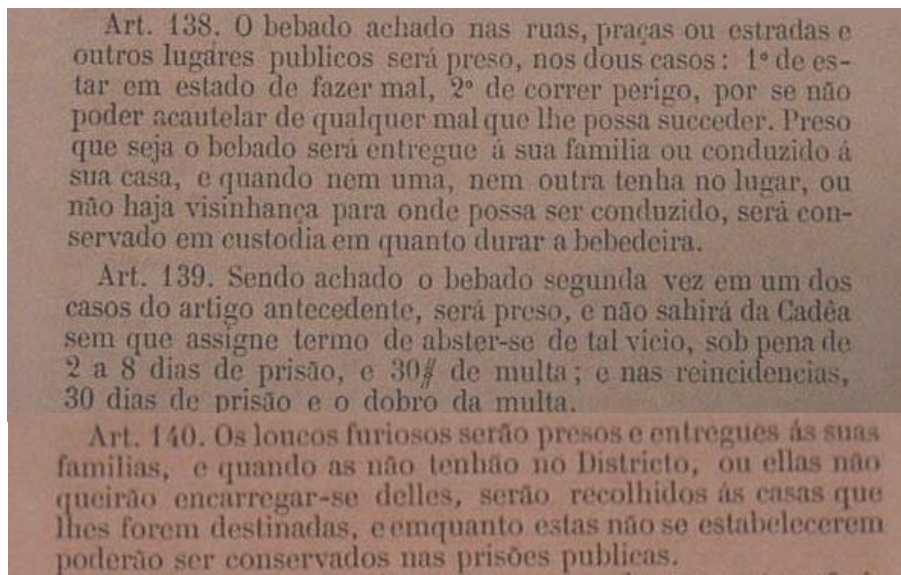 Art. 138. O bebado achado nas ruas, praças ou estradas e
outros lugares publicos será preso, nos dous casos: 1º de es-
tar em estado de fazer mal, 2º de correr perigo, por se não
poder acautelar de qualquer mal que lhe possa succeder. Preso
que seja o bebado será entregue á sua familia ou conduzido á
sua casa, e quando nem uma, nem outra tenha no lugar, ou
não haja visinhança para onde possa ser conduzido, será con-
servado em custodia em quanto durar a bebedeira.
Art. 139. Sendo achado o bebado segunda vez em um dos
casos do artigo antecedente, será preso, e não sahirá da Cadêa
sem que assigne termo de abster-se de tal vicio, sob pena de
2 a 8 dias de prisão, e 30$ de multa; e nas reincidencias,
30 dias de prisão e o dobro da multa.
Art. 140. Os loucos furiosos serão presos e entregues ás suas
familias, e quando as não tenhão no Districto, ou ellas não
queirão encarregar-se delles, serão recolhidos ás casas que
lhes forem destinadas, e emquanto estas não se estabelecerem
poderão ser conservados nas prisões publicas.